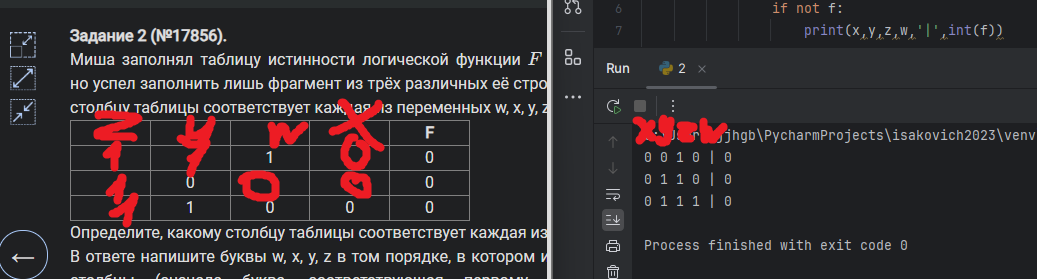 Задание 2 (№17856).
Миша заполнял таблицу истинности логической функции F
но успел заполнить лишь фрагмент из трёх различных её стро
столбцу таблицы соответствует каждая из переменных w, x, y, z
z y w x F
1 1 1 0 0
1 0 0 0 0
1 1 0 0 0
Определите, какому столбцу таблицы соответствует каждая из
В ответе напишите буквы w, x, y, z в том порядке, в котором и
6 if not f:
7 print(x,y,z,w,'|',int(f))
Run 2
x y z w
jhgb\PycharmProjects\isakovich2023\venv
0 0 1 0 | 0
0 1 1 0 | 0
0 1 1 1 | 0
Process finished with exit code 0